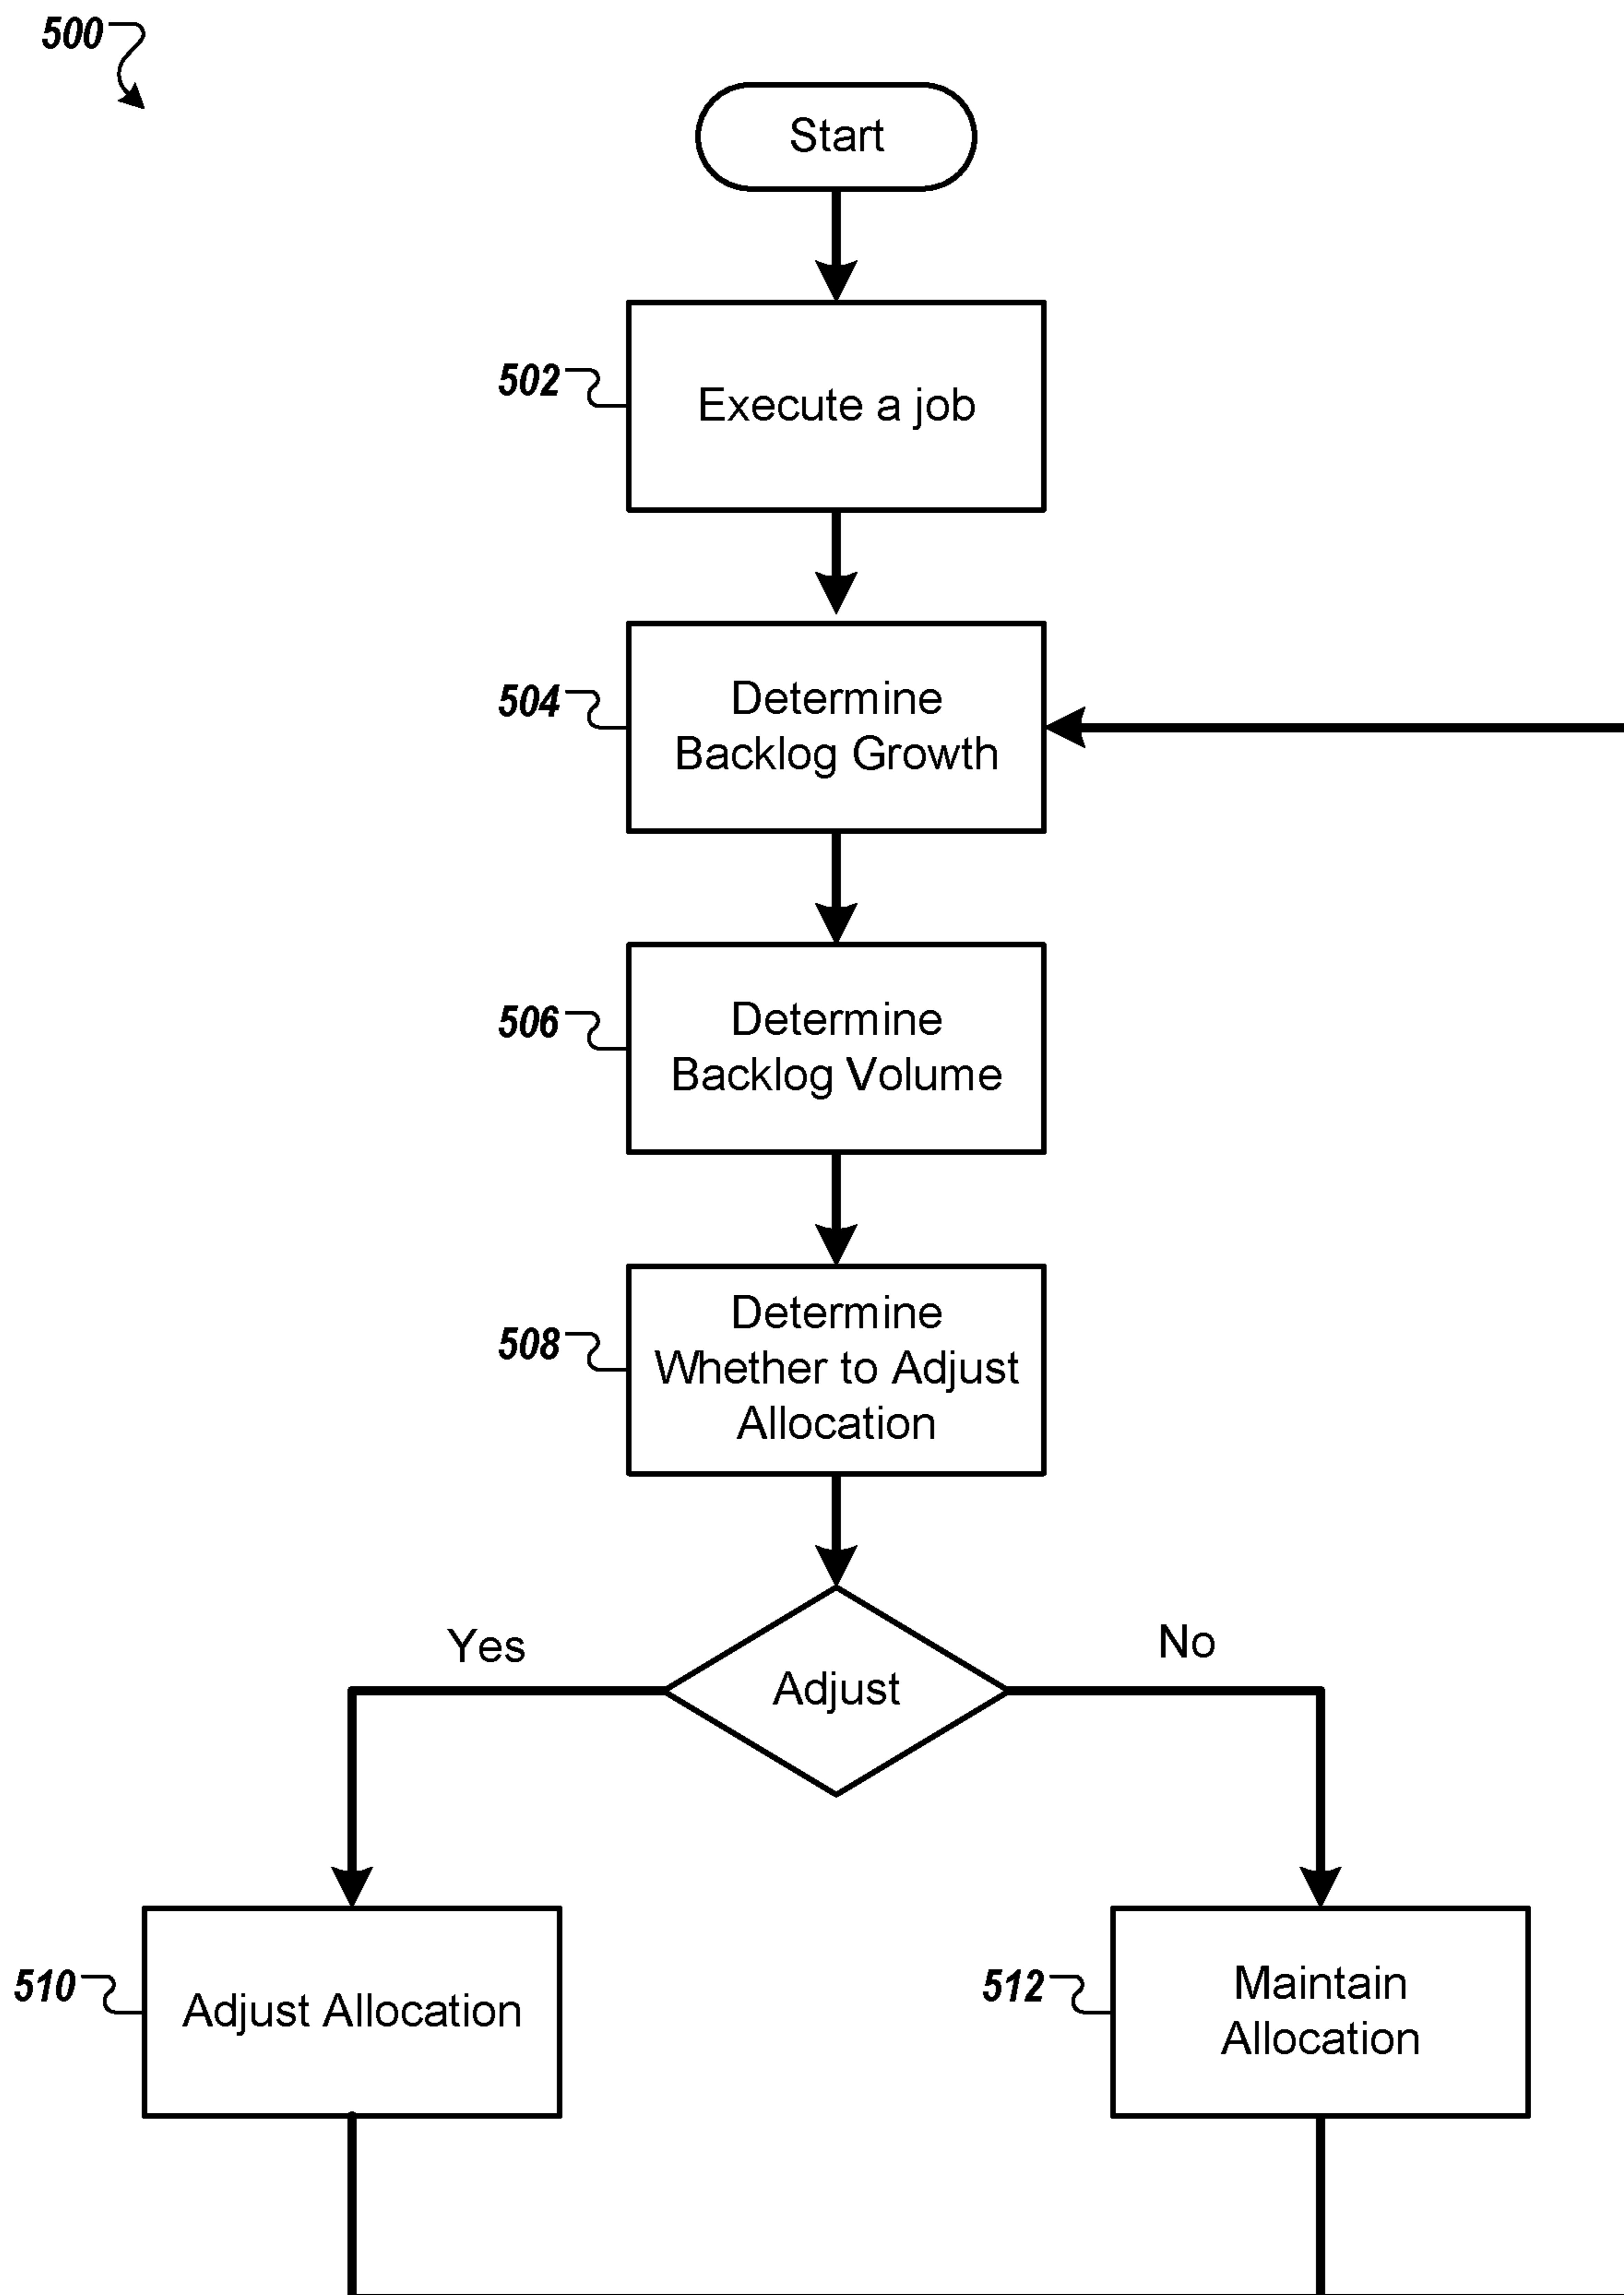 500
Start
502
Execute a job
504
Determine
Backlog Growth
506
Determine
Backlog Volume
508
Determine
Whether to Adjust
Allocation
Yes
No
Adjust
510
Adjust Allocation
512
Maintain
Allocation